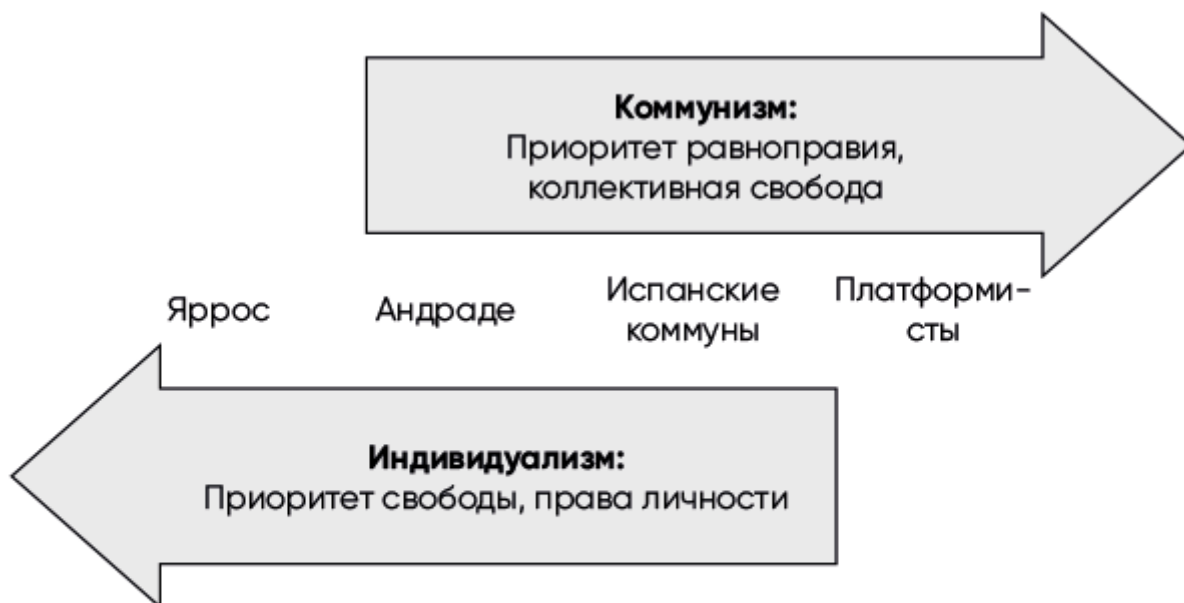 Коммунизм:
Приоритет равноправия,
коллективная свобода
Яррос
Андраде
Испанские
коммуны
Платформи-
сты
Индивидуализм:
Приоритет свободы, права личности